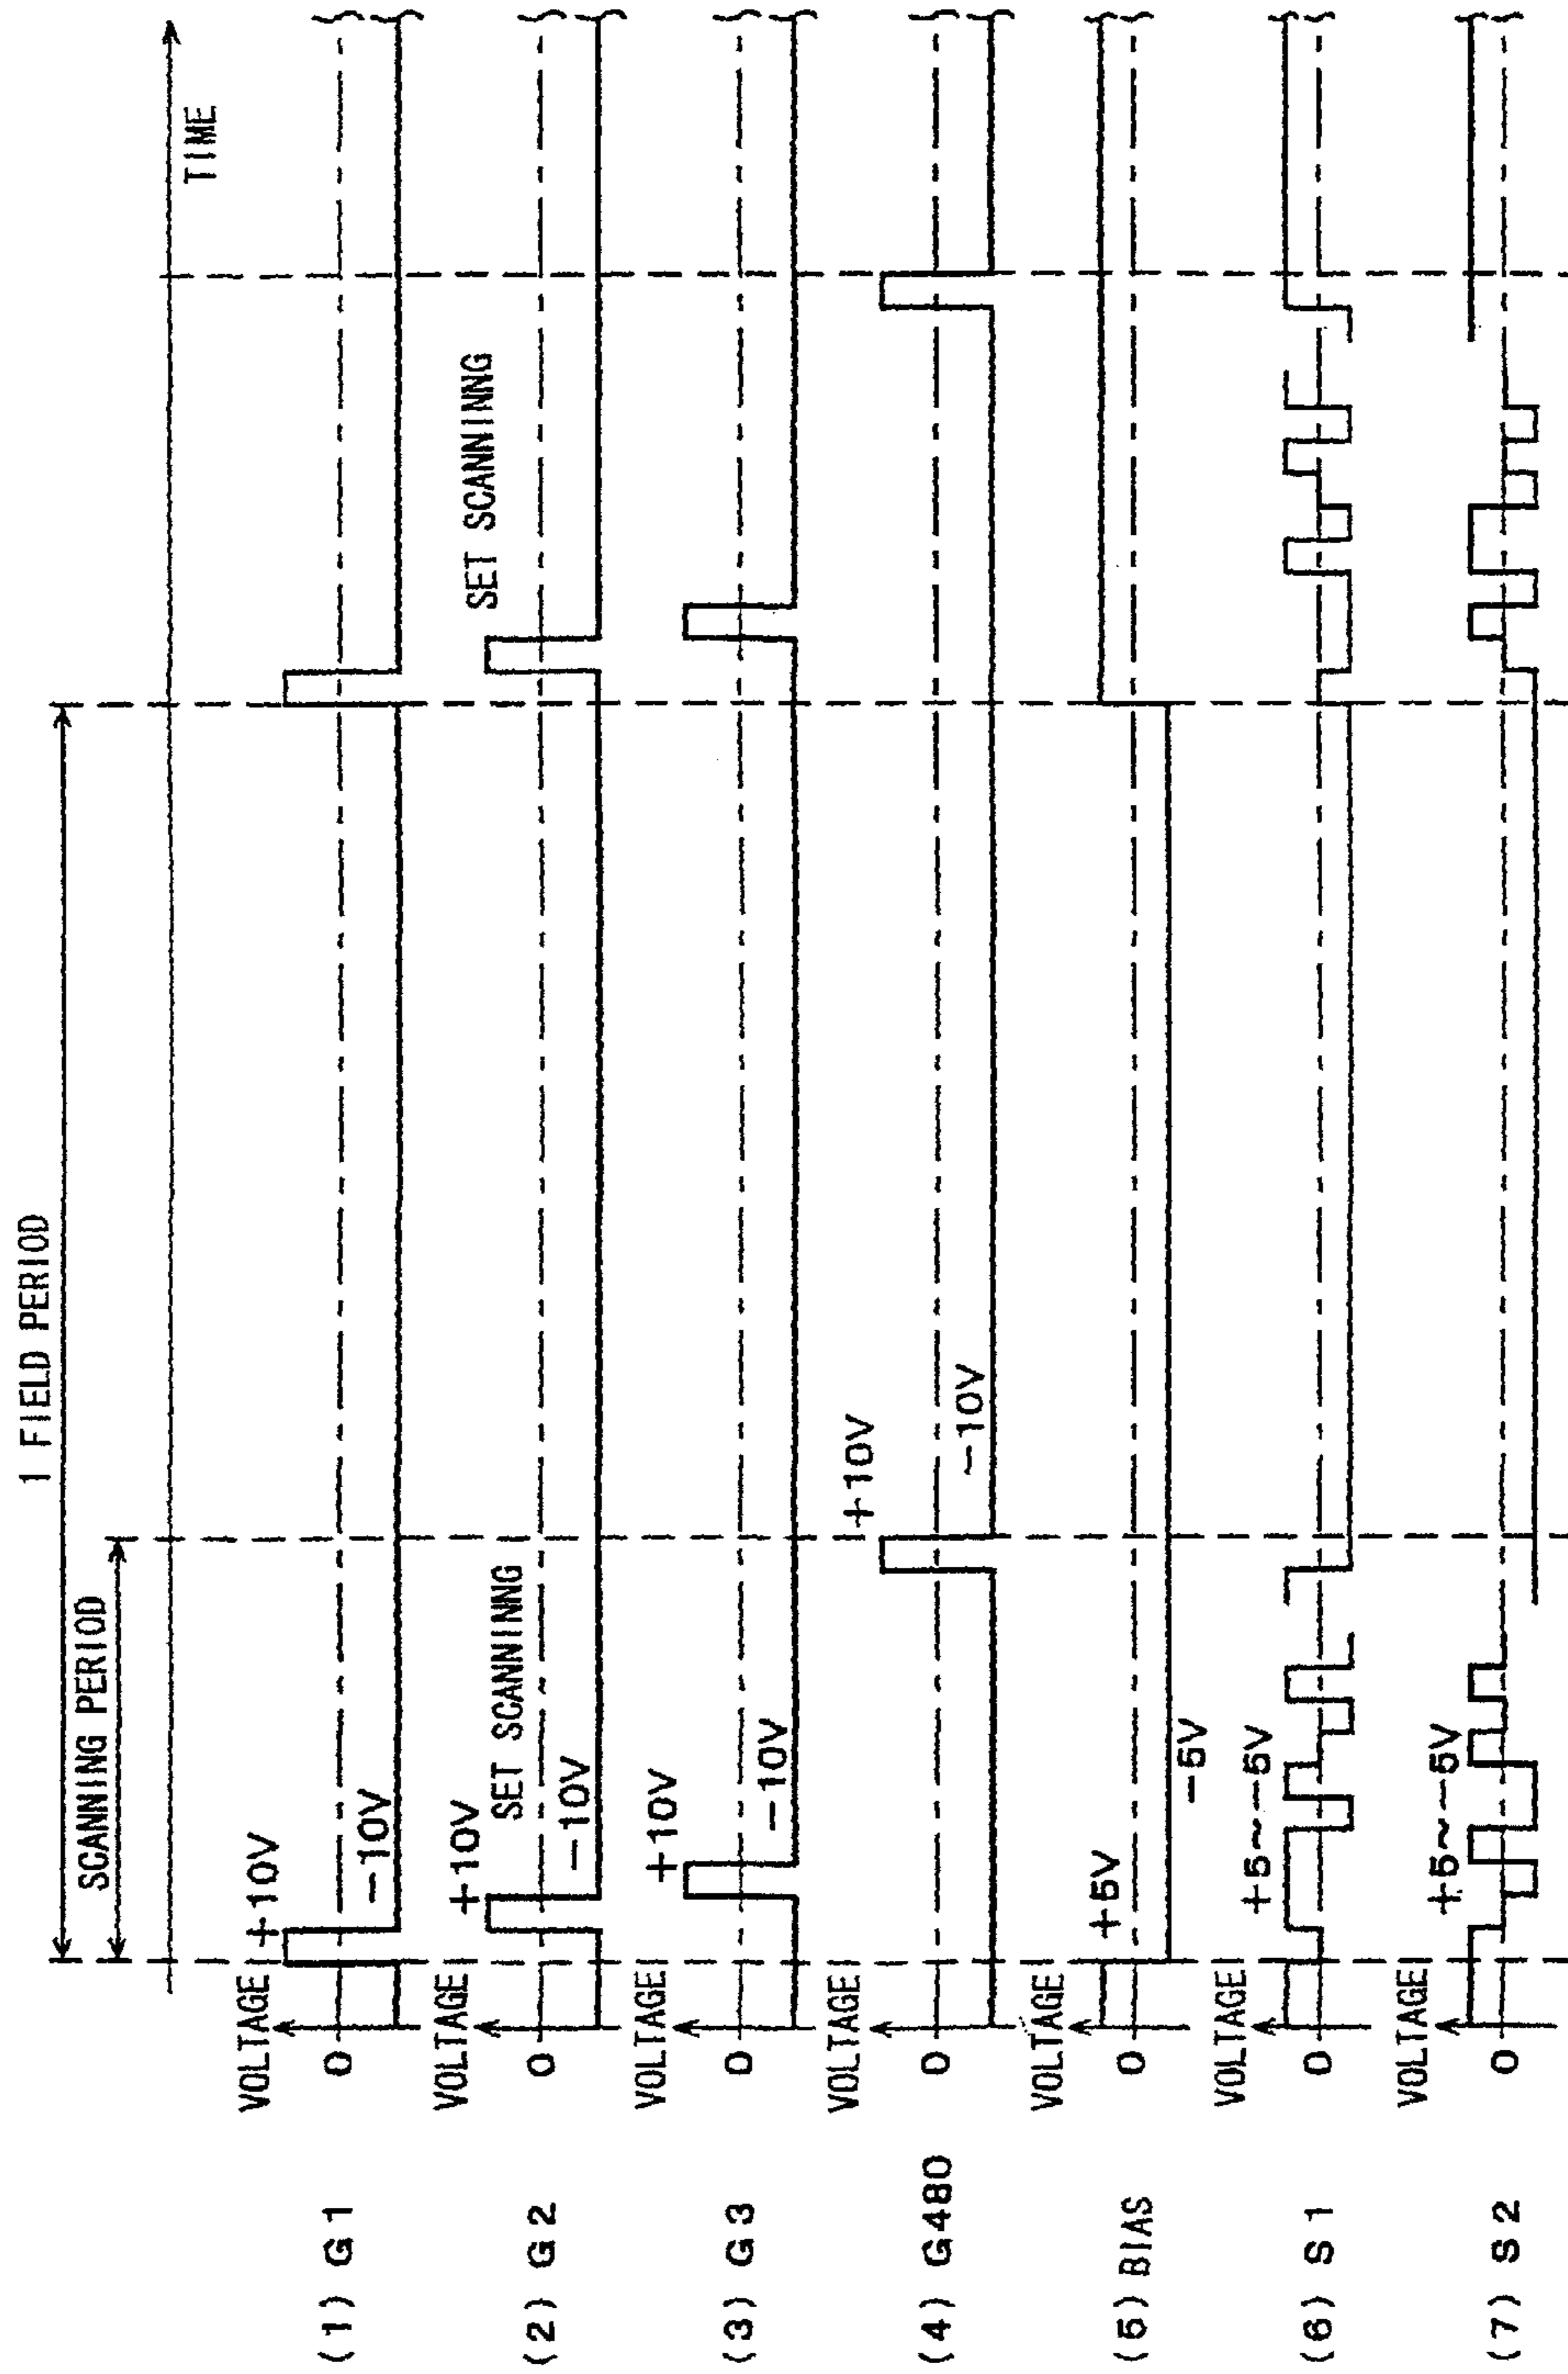 1 FIELD PERIOD
SCANNING PERIOD
TIME
(1) G1
VOLTAGE
0
+10V
-10V
(2) G2
VOLTAGE
0
+10V
-10V
SET SCANNINNG
SET SCANNINNG
(3) G3
VOLTAGE
0
+10V
-10V
(4) G480
VOLTAGE
0
+10V
-10V
(5) BIAS
VOLTAGE
0
+5V
-5V
(6) S1
VOLTAGE
0
+5~-5V
(7) S2
VOLTAGE
0
+5~-5V